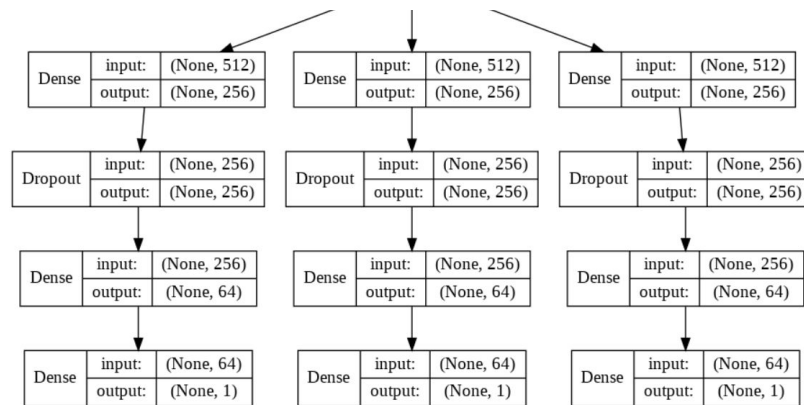 Dense input: (None, 512) output: (None, 256)
Dense input: (None, 512) output: (None, 256)
Dense input: (None, 512) output: (None, 256)
Dropout input: (None, 256) output: (None, 256)
Dropout input: (None, 256) output: (None, 256)
Dropout input: (None, 256) output: (None, 256)
Dense input: (None, 256) output: (None, 64)
Dense input: (None, 256) output: (None, 64)
Dense input: (None, 256) output: (None, 64)
Dense input: (None, 64) output: (None, 1)
Dense input: (None, 64) output: (None, 1)
Dense input: (None, 64) output: (None, 1)